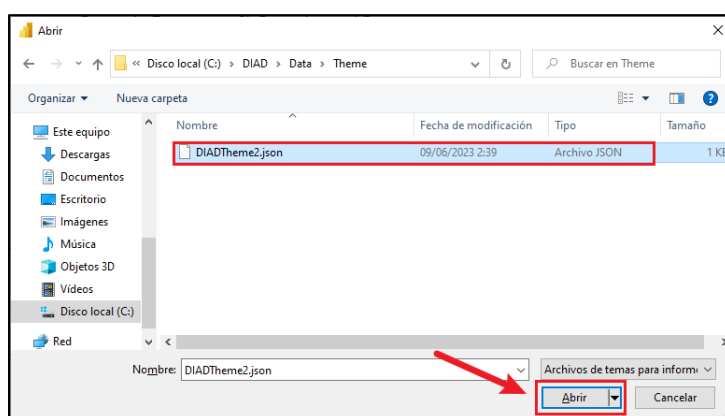 Abrir
« Disco local (C:) > DIAD > Data > Theme
Buscar en Theme
Organizar
Nueva carpeta
Nombre
Fecha de modificación
Tipo
Tamaño
DIADTheme2.json
09/06/2023 2:39
Archivo JSON
1 KE
Este equipo
Descargas
Documentos
Escritorio
Imágenes
Música
Objetos 3D
Vídeos
Disco local (C:)
Red
Nombre: DIADTheme2.json
Archivos de temas para inform
Abrir
Cancelar